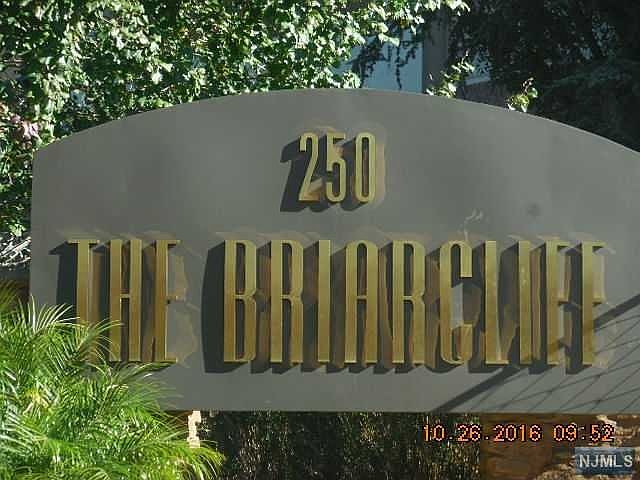 250
THE BRIARCLIFF
10.26.2016 09:52
NJMLS